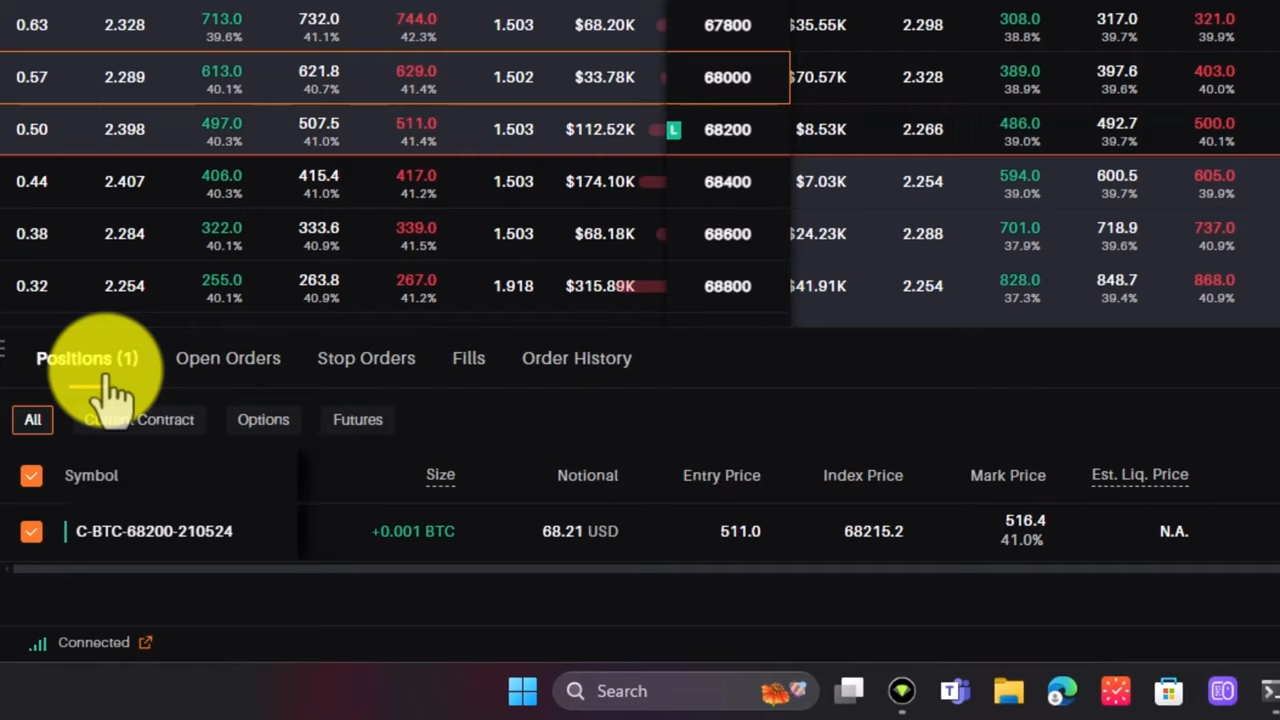 0.63 2.328 713.0 732.0 744.0 1.503 $68.20K 67800 $35.55K 2.298 308.0 317.0 321.0
39.6% 41.1% 42.3% 38.8% 39.7% 39.9%
0.57 2.289 613.0 621.8 629.0 1.502 $33.78K 68000 $70.57K 2.328 389.0 397.6 403.0
40.1% 40.7% 41.4% 38.9% 39.6% 40.0%
0.50 2.398 497.0 507.5 511.0 1.503 $112.52K L 68200 $8.53K 2.266 486.0 492.7 500.0
40.3% 41.0% 41.4% 39.0% 39.7% 40.1%
0.44 2.407 406.0 415.4 417.0 1.503 $174.10K 68400 $7.03K 2.254 594.0 600.5 605.0
40.3% 41.0% 41.2% 39.0% 39.7% 39.9%
0.38 2.284 322.0 333.6 339.0 1.503 $68.18K 68600 $24.23K 2.288 701.0 718.9 737.0
40.1% 40.9% 41.5% 37.9% 39.6% 40.9%
0.32 2.254 255.0 263.8 267.0 1.918 $315.89K 68800 $41.91K 2.254 828.0 848.7 868.0
40.1% 40.9% 41.2% 37.3% 39.4% 40.9%
Positions (1) Open Orders Stop Orders Fills Order History
All Current Contract Options Futures
Symbol Size Notional Entry Price Index Price Mark Price Est. Liq. Price
C-BTC-68200-210524 +0.001 BTC 68.21 USD 511.0 68215.2 516.4 N.A.
41.0%
Connected
Search